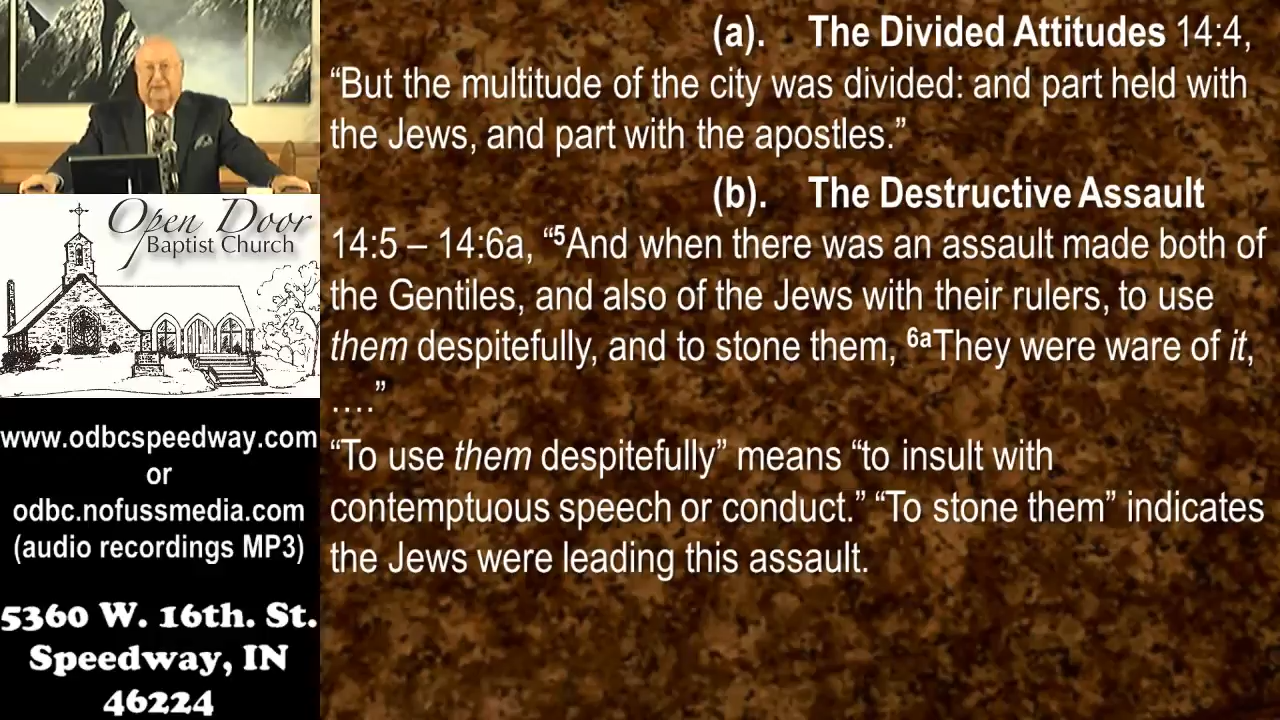 (a). The Divided Attitudes 14:4,
“But the multitude of the city was divided: and part held with
the Jews, and part with the apostles.”
(b). The Destructive Assault
14:5 – 14:6a, “⁵And when there was an assault made both of
the Gentiles, and also of the Jews with their rulers, to use
them despitefully, and to stone them, ⁶ᵃThey were ware of it,
….”
“To use them despitefully” means “to insult with
contemptuous speech or conduct.” “To stone them” indicates
the Jews were leading this assault.
Open Door
Baptist Church
www.odbcspeedway.com
or
odbc.nofussmedia.com
(audio recordings MP3)
5360 W. 16th. St.
Speedway, IN
46224